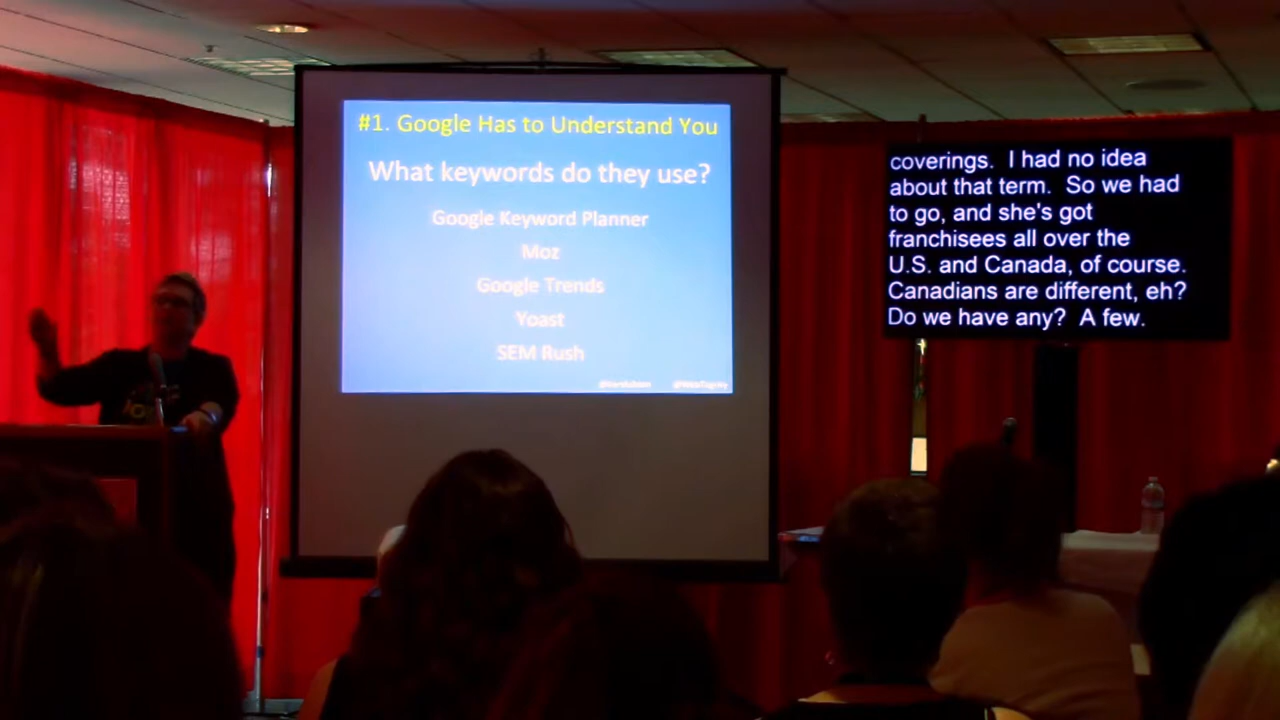 #1. Google Has to Understand You
What keywords do they use?
Google Keyword Planner
Moz
Google Trends
Yoast
SEM Rush
coverings.  I had no idea
about that term.  So we had
to go, and she's got
franchisees all over the
U.S. and Canada, of course.
Canadians are different, eh?
Do we have any?  A few.